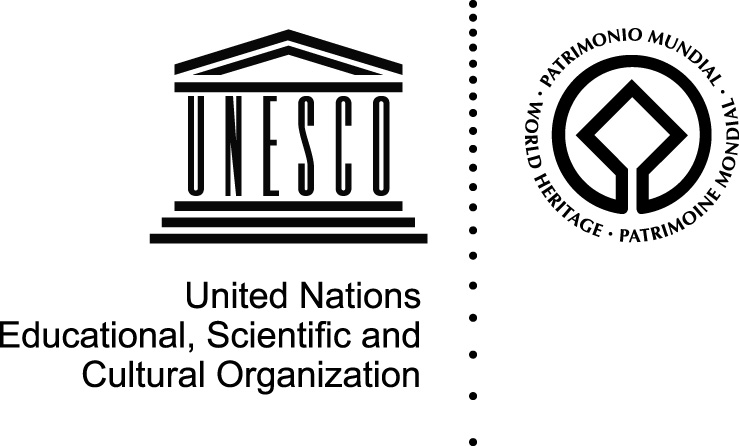 UNESCO
United Nations
Educational, Scientific and
Cultural Organization
WORLD HERITAGE · PATRIMONIO MUNDIAL · PATRIMOINE MONDIAL ·